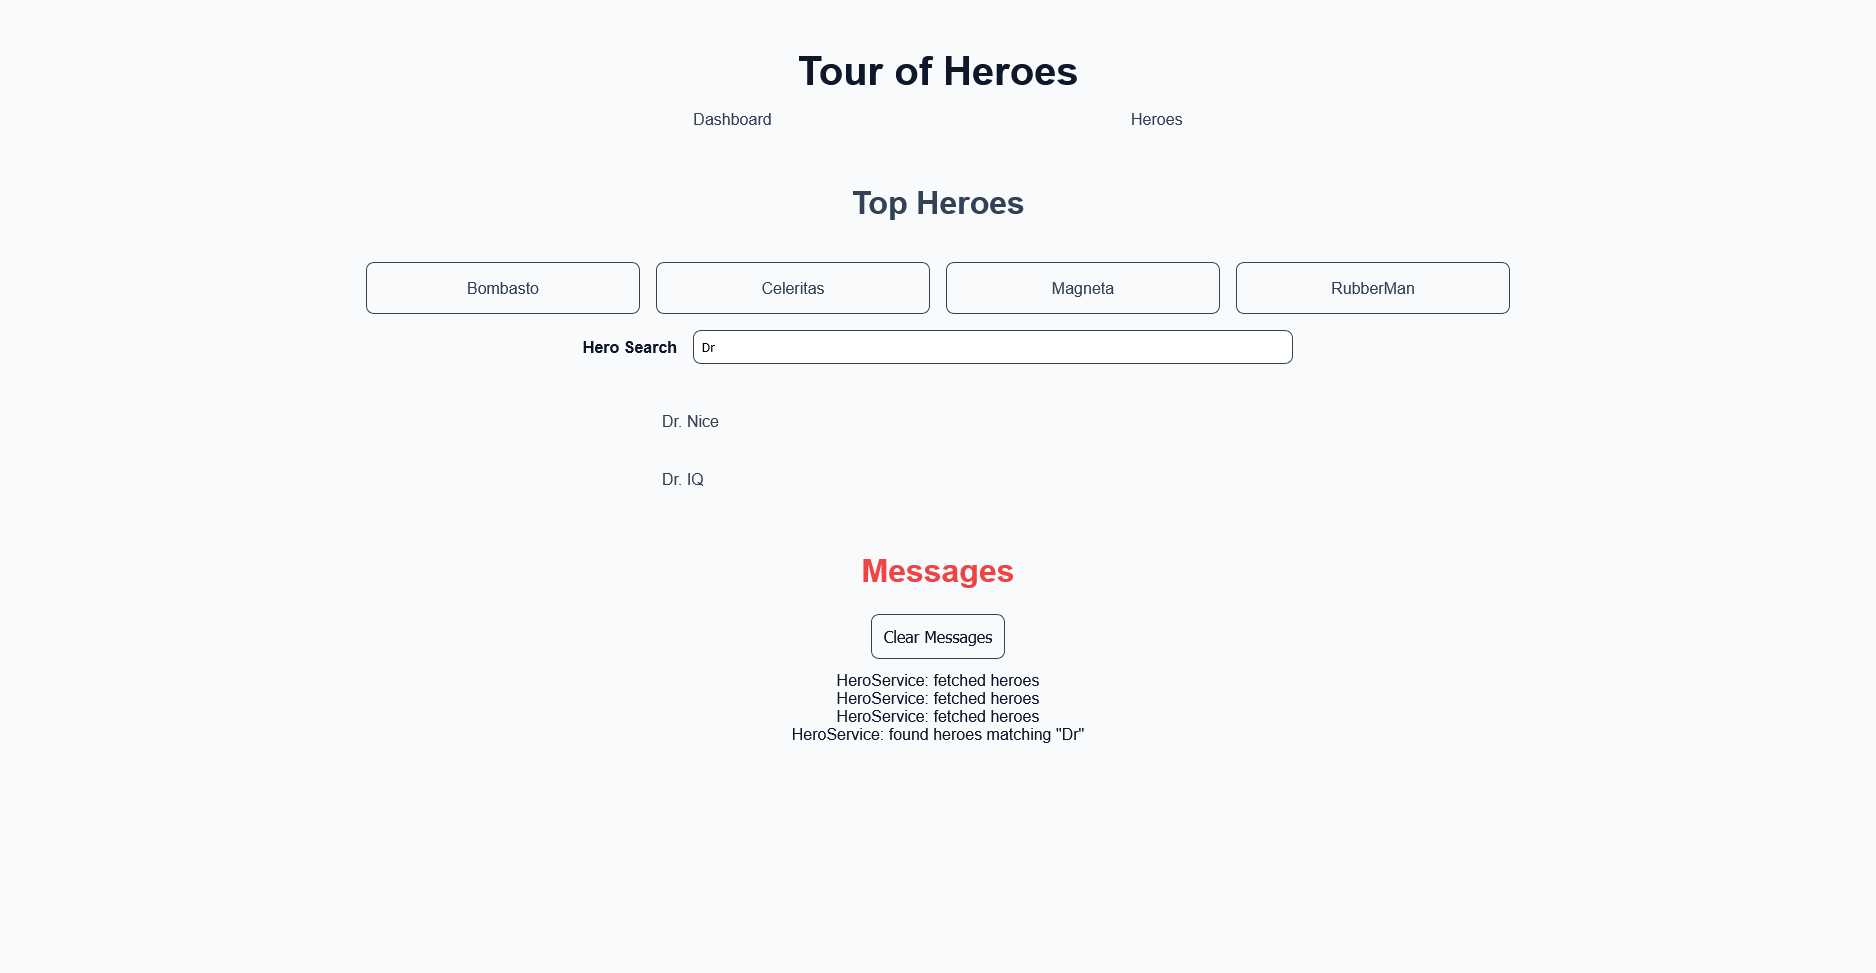 Tour of Heroes
Dashboard Heroes
Top Heroes
Bombasto Celeritas Magneta RubberMan
Hero Search Dr
Dr. Nice
Dr. IQ
Messages
Clear Messages
HeroService: fetched heroes
HeroService: fetched heroes
HeroService: fetched heroes
HeroService: found heroes matching "Dr"